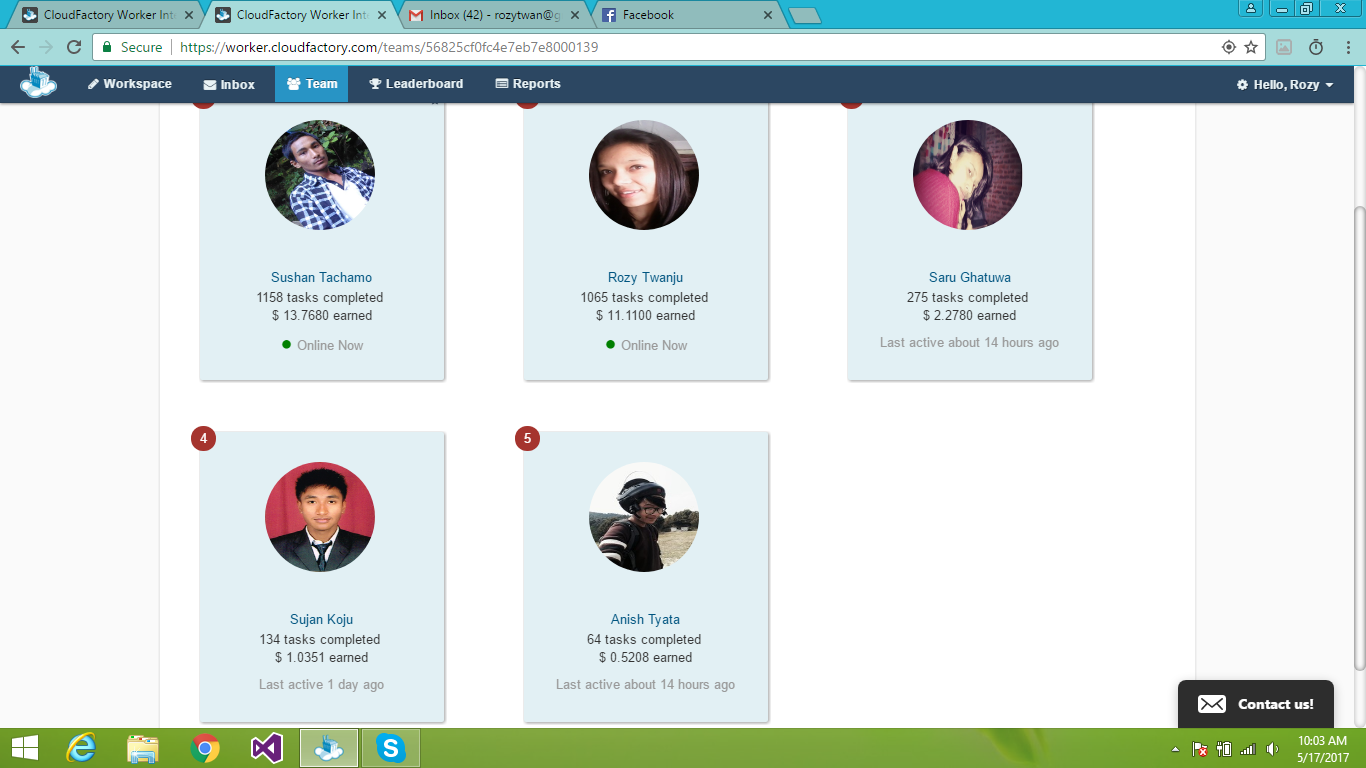 CloudFactory Worker Int
CloudFactory Worker Int
Inbox (42) - rozytwan@g
Facebook
Secure
https://worker.cloudfactory.com/teams/56825cf0fc4e7eb7e8000139
Workspace
Inbox
Team
Leaderboard
Reports
Hello, Rozy
Sushan Tachamo
1158 tasks completed
$ 13.7680 earned
Online Now
Rozy Twanju
1065 tasks completed
$ 11.1100 earned
Online Now
Saru Ghatuwa
275 tasks completed
$ 2.2780 earned
Last active about 14 hours ago
4
Sujan Koju
134 tasks completed
$ 1.0351 earned
Last active 1 day ago
5
Anish Tyata
64 tasks completed
$ 0.5208 earned
Last active about 14 hours ago
Contact us!
10:03 AM
5/17/2017